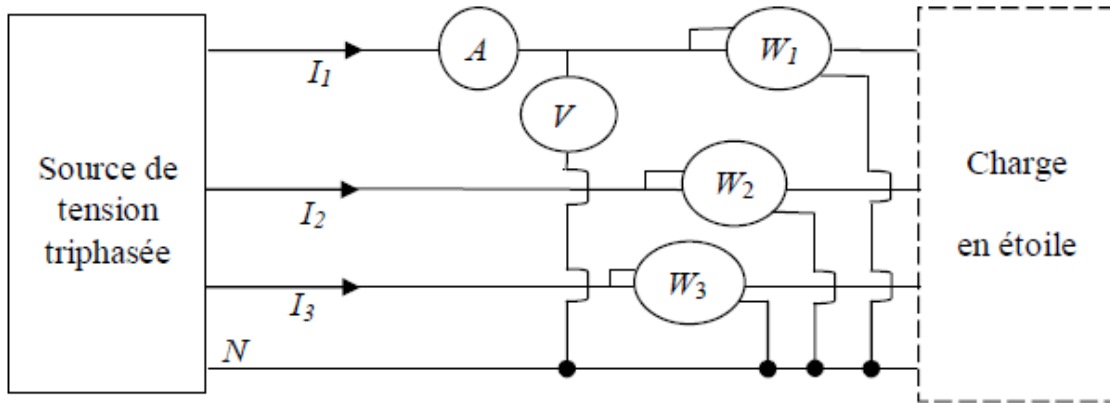 A
W1
I1
V
Source de
tension
triphasée
W2
I2
Charge
en étoile
W3
I3
N